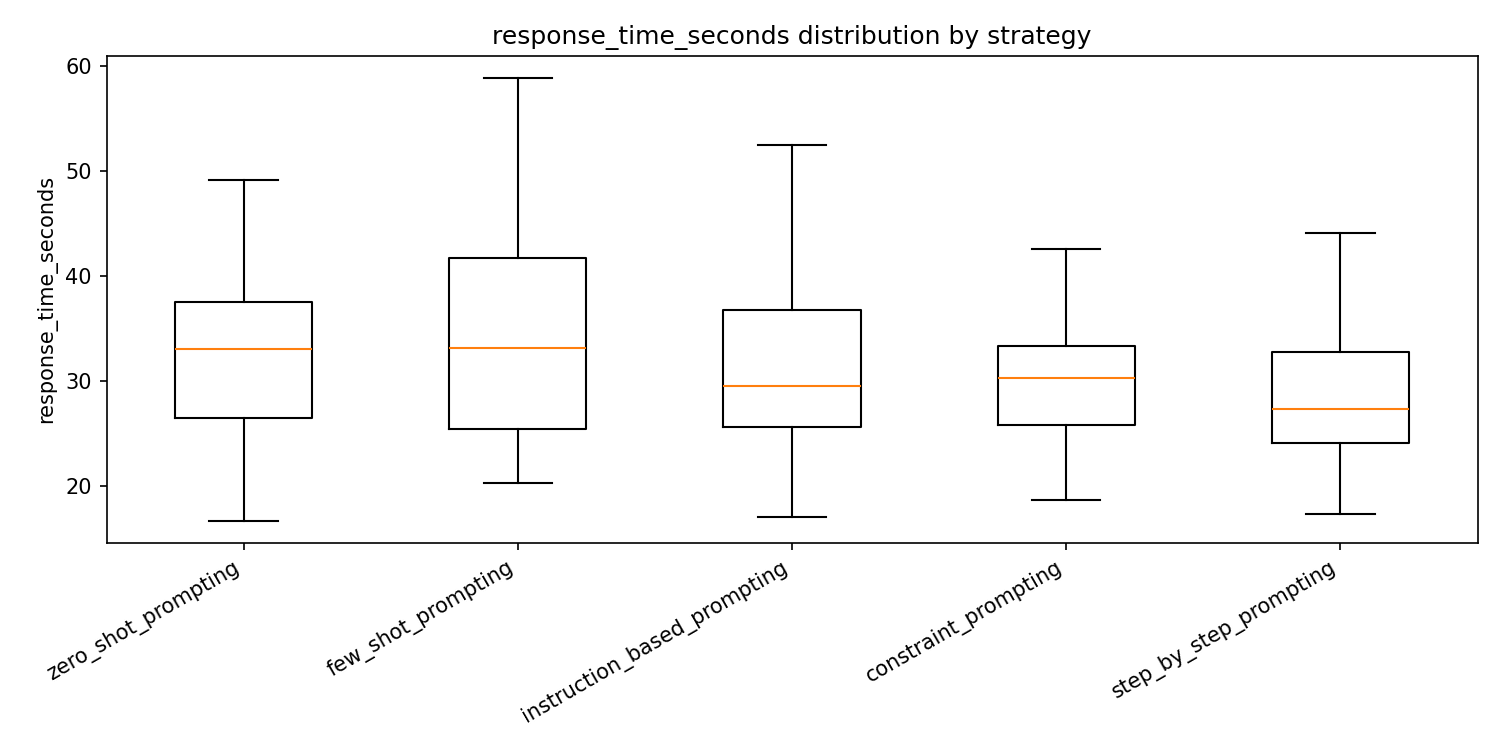 response_time_seconds distribution by strategy
response_time_seconds
60
50
40
30
20
zero_shot_prompting
few_shot_prompting
instruction_based_prompting
constraint_prompting
step_by_step_prompting